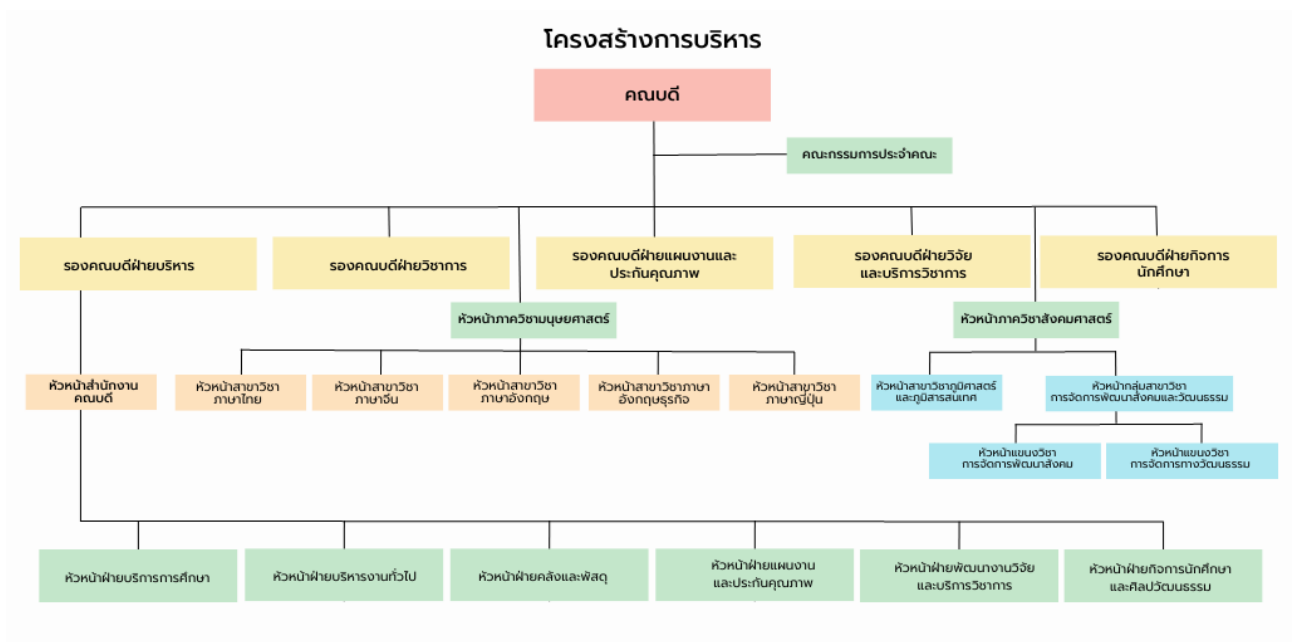 โครงสร้างการบริหาร
คณบดี
คณะกรรมการประจำคณะ
รองคณบดีฝ่ายบริหาร
รองคณบดีฝ่ายวิชาการ
รองคณบดีฝ่ายแผนงานและ
ประกันคุณภาพ
รองคณบดีฝ่ายวิจัย
และบริการวิชาการ
รองคณบดีฝ่ายกิจการ
นักศึกษา
หัวหน้าภาควิชามนุษยศาสตร์
หัวหน้าภาควิชาสังคมศาสตร์
หัวหน้าสำนักงาน
คณบดี
หัวหน้าสาขาวิชา
ภาษาไทย
หัวหน้าสาขาวิชา
ภาษาจีน
หัวหน้าสาขาวิชา
ภาษาอังกฤษ
หัวหน้าสาขาวิชาภาษา
อังกฤษธุรกิจ
หัวหน้าสาขาวิชา
ภาษาญี่ปุ่น
หัวหน้าสาขาวิชาภูมิศาสตร์
และภูมิสารสนเทศ
หัวหน้ากลุ่มสาขาวิชา
การจัดการพัฒนาสังคมและวัฒนธรรม
หัวหน้าแขนงวิชา
การจัดการพัฒนาสังคม
หัวหน้าแขนงวิชา
การจัดการทางวัฒนธรรม
หัวหน้าฝ่ายบริการการศึกษา
หัวหน้าฝ่ายบริหารงานทั่วไป
หัวหน้าฝ่ายคลังและพัสดุ
หัวหน้าฝ่ายแผนงาน
และประกันคุณภาพ
หัวหน้าฝ่ายพัฒนางานวิจัย
และบริการวิชาการ
หัวหน้าฝ่ายกิจการนักศึกษา
และศิลปวัฒนธรรม